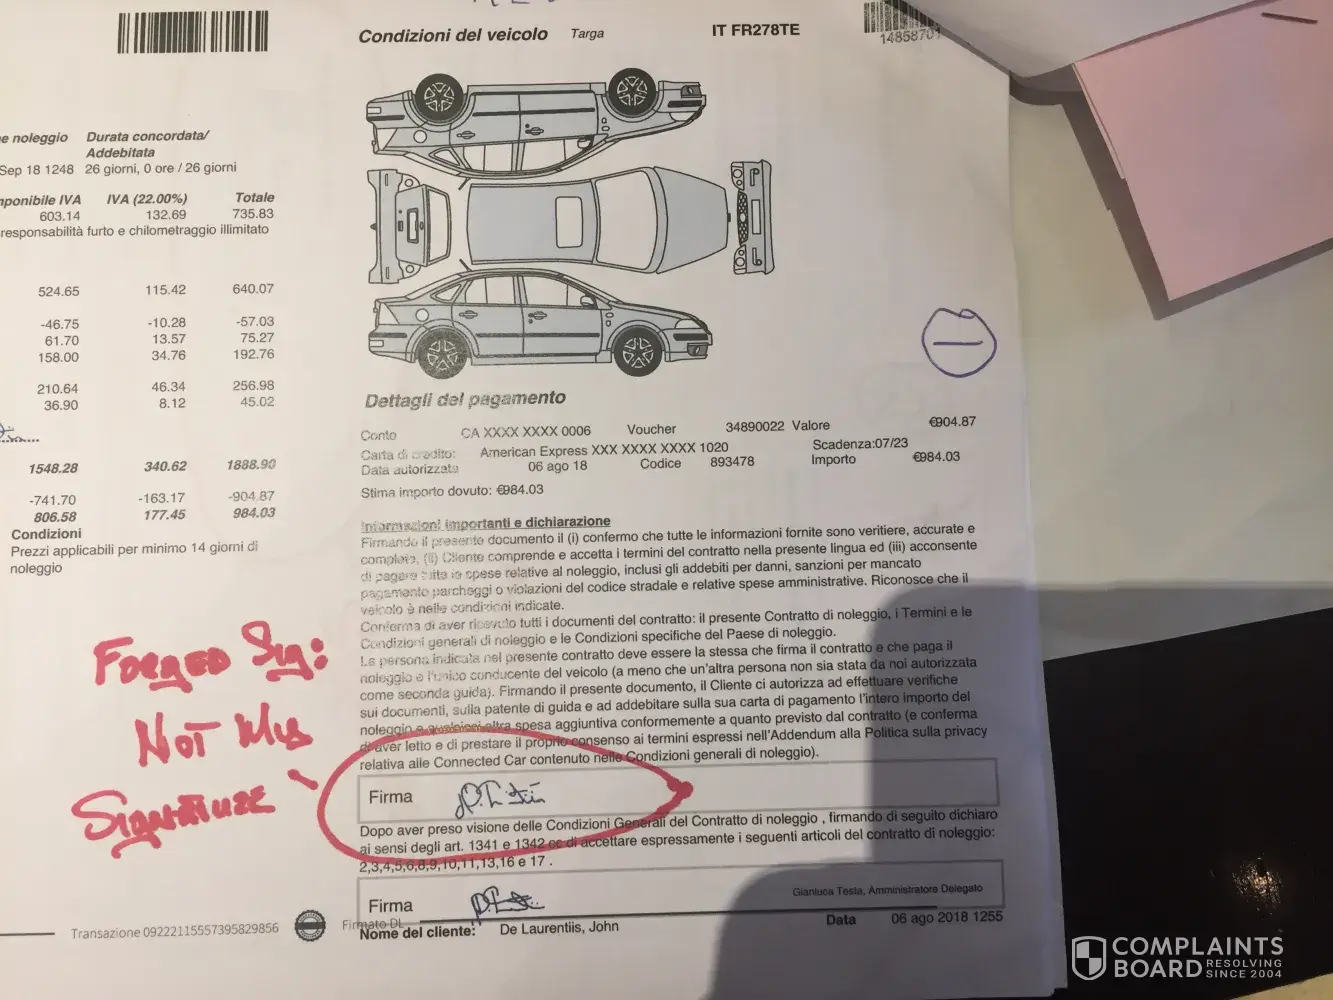 Condizioni del veicolo Targa IT FR278TE
14858701
e noleggio Durata concordata/
Addebitata
Sep 18 1248 26 giorni, 0 ore / 26 giorni
ponibile IVA IVA (22.00%) Totale
603.14 132.69 735.83
responsabilità furto e chilometraggio illimitato
524.65 115.42 640.07
-46.75 -10.28 -57.03
61.70 13.57 75.27
158.00 34.76 192.76
210.64 46.34 256.98
36.90 8.12 45.02
1548.28 340.62 1888.90
-741.70 -163.17 -904.87
806.58 177.45 984.03
Condizioni
Prezzi applicabili per minimo 14 giorni di
noleggio
Dettagli del pagamento
Conto CA XXXX XXXX 0006 Voucher 34890022 Valore €904.87
Carta di credito: American Express XXX XXXX XXXX 1020 Scadenza:07/23
Data autorizzata 06 ago 18 Codice 893478 Importo €984.03
Stima importo dovuto: €984.03
Informazioni importanti e dichiarazione
Firmando il presente documento il (i) confermo che tutte le informazioni fornite sono veritiere, accurate e
complete, (ii) Cliente comprende e accetta i termini del contratto nella presente lingua ed (iii) acconsente
di pagare tutte le spese relative al noleggio, inclusi gli addebiti per danni, sanzioni per mancato
pagamento parcheggi o violazioni del codice stradale e relative spese amministrative. Riconosce che il
veicolo è nelle condizioni indicate.
Conferma di aver ricevuto tutti i documenti del contratto: il presente Contratto di noleggio, i Termini e le
Condizioni generali di noleggio e le Condizioni specifiche del Paese di noleggio.
La persona indicata nel presente contratto deve essere la stessa che firma il contratto e che paga il
noleggio e l'unico conducente del veicolo (a meno che un'altra persona non sia stata da noi autorizzata
come seconda guida). Firmando il presente documento, il Cliente ci autorizza ad effettuare verifiche
sui documenti, sulla patente di guida e ad addebitare sulla sua carta di pagamento l'intero importo del
noleggio e qualsiasi altra spesa aggiuntiva conformemente a quanto previsto dal contratto (e conferma
di aver letto e di prestare il proprio consenso ai termini espressi nell'Addendum alla Politica sulla privacy
relativa alle Connected Car contenuto nelle Condizioni generali di noleggio).
FORGED SIG:
NOT MY
SIGNATURE
Firma
Dopo aver preso visione delle Condizioni Generali del Contratto di noleggio , firmando di seguito dichiaro
ai sensi degli art. 1341 e 1342 cc di accettare espressamente i seguenti articoli del contratto di noleggio:
2,3,4,5,6,8,9,10,11,13,16 e 17 .
Firma
Gianluca Testa, Amministratore Delegato
Transazione 09222115557395829856 Firmato DL
Nome del cliente: De Laurentiis, John Data 06 ago 2018 1255
COMPLAINTS
BOARD RESOLVING
SINCE 2004